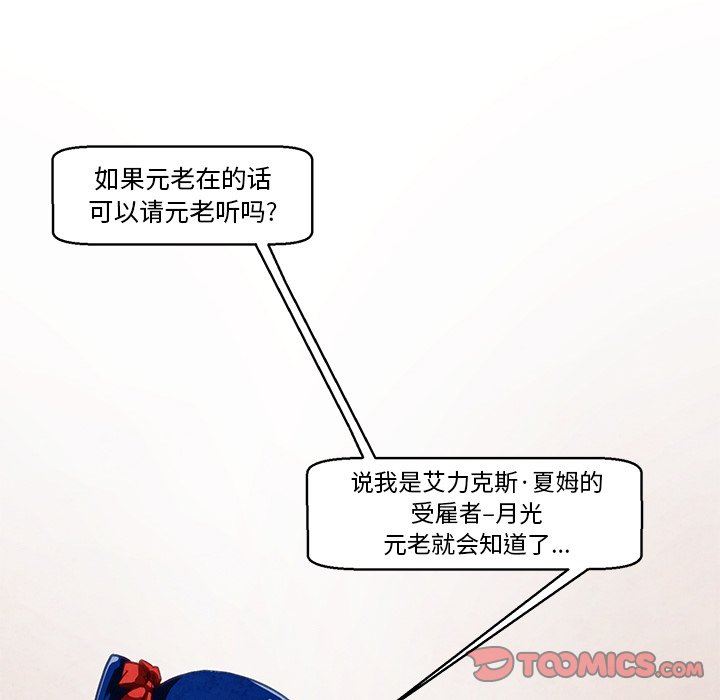 如果元老在的话
可以请元老听吗?
说我是艾力克斯·夏姆的
受雇者–月光
元老就会知道了...
TOOMICS.COM